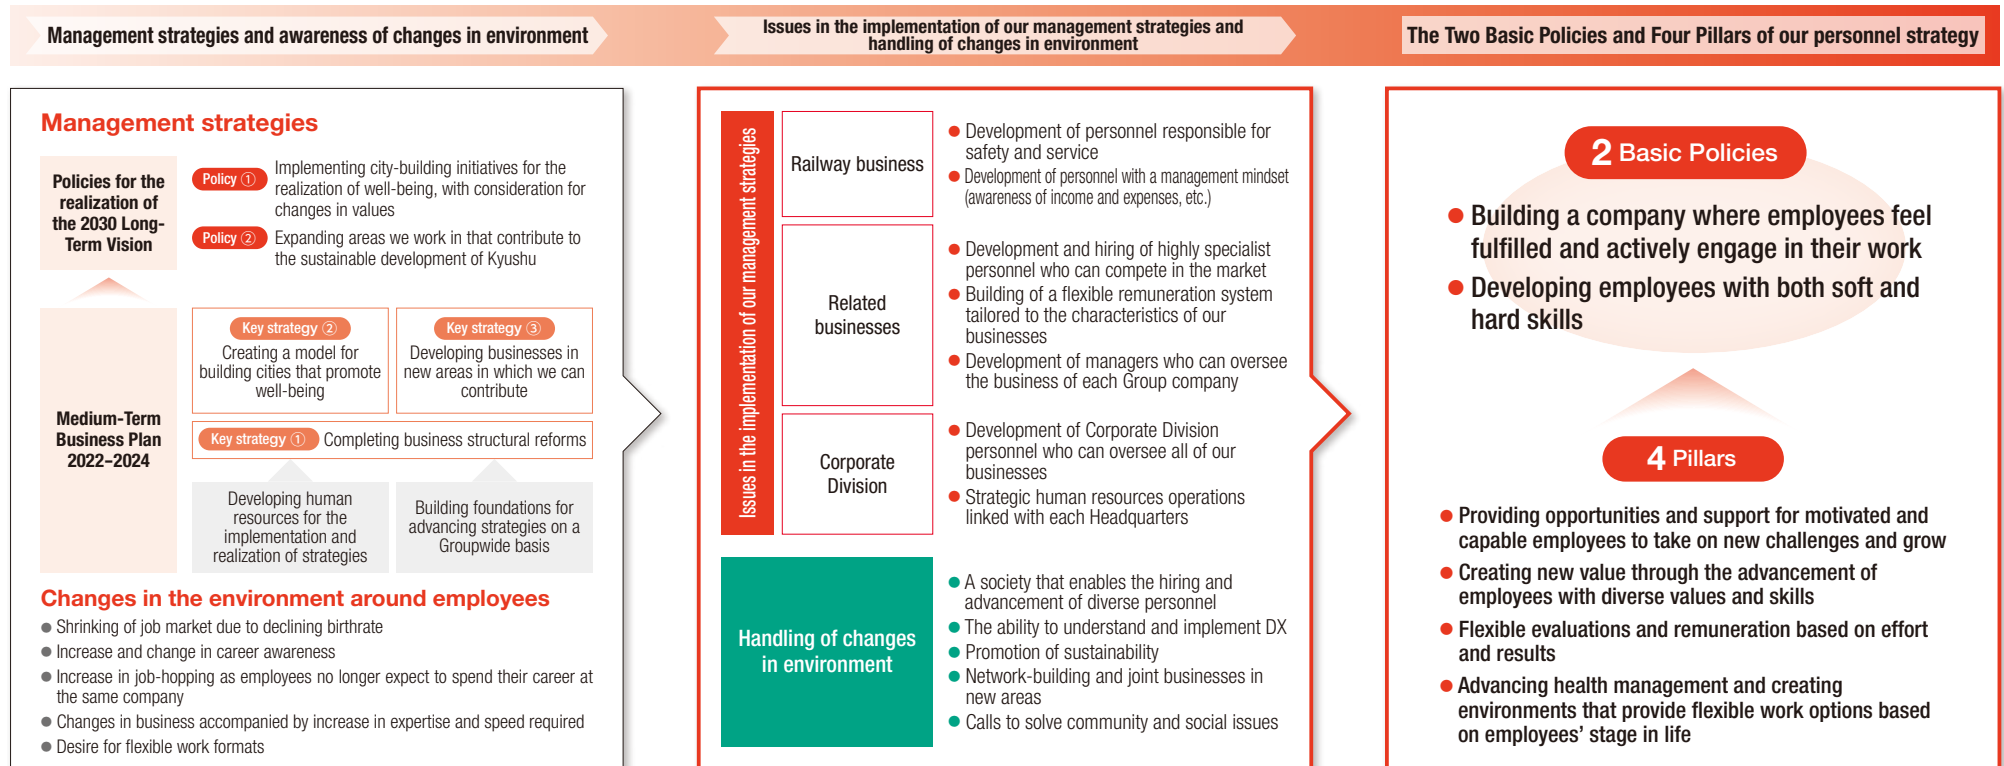 Management strategies and awareness of changes in environment
Issues in the implementation of our management strategies and
handling of changes in environment
The Two Basic Policies and Four Pillars of our personnel strategy
Management strategies
Policies for the
realization of
the 2030 Long-
Term Vision
Policy ①
Implementing city-building initiatives for the
realization of well-being, with consideration for
changes in values
Policy ②
Expanding areas we work in that contribute to
the sustainable development of Kyushu
Medium-Term
Business Plan
2022–2024
Key strategy ②
Creating a model for
building cities that promote
well-being
Key strategy ③
Developing businesses in
new areas in which we can
contribute
Key strategy ① Completing business structural reforms
Developing human
resources for the
implementation and
realization of strategies
Building foundations for
advancing strategies on a
Groupwide basis
Changes in the environment around employees
● Shrinking of job market due to declining birthrate
● Increase and change in career awareness
● Increase in job-hopping as employees no longer expect to spend their career at
the same company
● Changes in business accompanied by increase in expertise and speed required
● Desire for flexible work formats
Issues in the implementation of our management strategies
Railway business
● Development of personnel responsible for
safety and service
● Development of personnel with a management mindset
(awareness of income and expenses, etc.)
Related
businesses
● Development and hiring of highly specialist
personnel who can compete in the market
● Building of a flexible remuneration system
tailored to the characteristics of our
businesses
● Development of managers who can oversee
the business of each Group company
Corporate
Division
● Development of Corporate Division
personnel who can oversee all of our
businesses
● Strategic human resources operations
linked with each Headquarters
Handling of changes
in environment
● A society that enables the hiring and
advancement of diverse personnel
● The ability to understand and implement DX
● Promotion of sustainability
● Network-building and joint businesses in
new areas
● Calls to solve community and social issues
2 Basic Policies
● Building a company where employees feel
fulfilled and actively engage in their work
● Developing employees with both soft and
hard skills
4 Pillars
● Providing opportunities and support for motivated and
capable employees to take on new challenges and grow
● Creating new value through the advancement of
employees with diverse values and skills
● Flexible evaluations and remuneration based on effort
and results
● Advancing health management and creating
environments that provide flexible work options based
on employees' stage in life